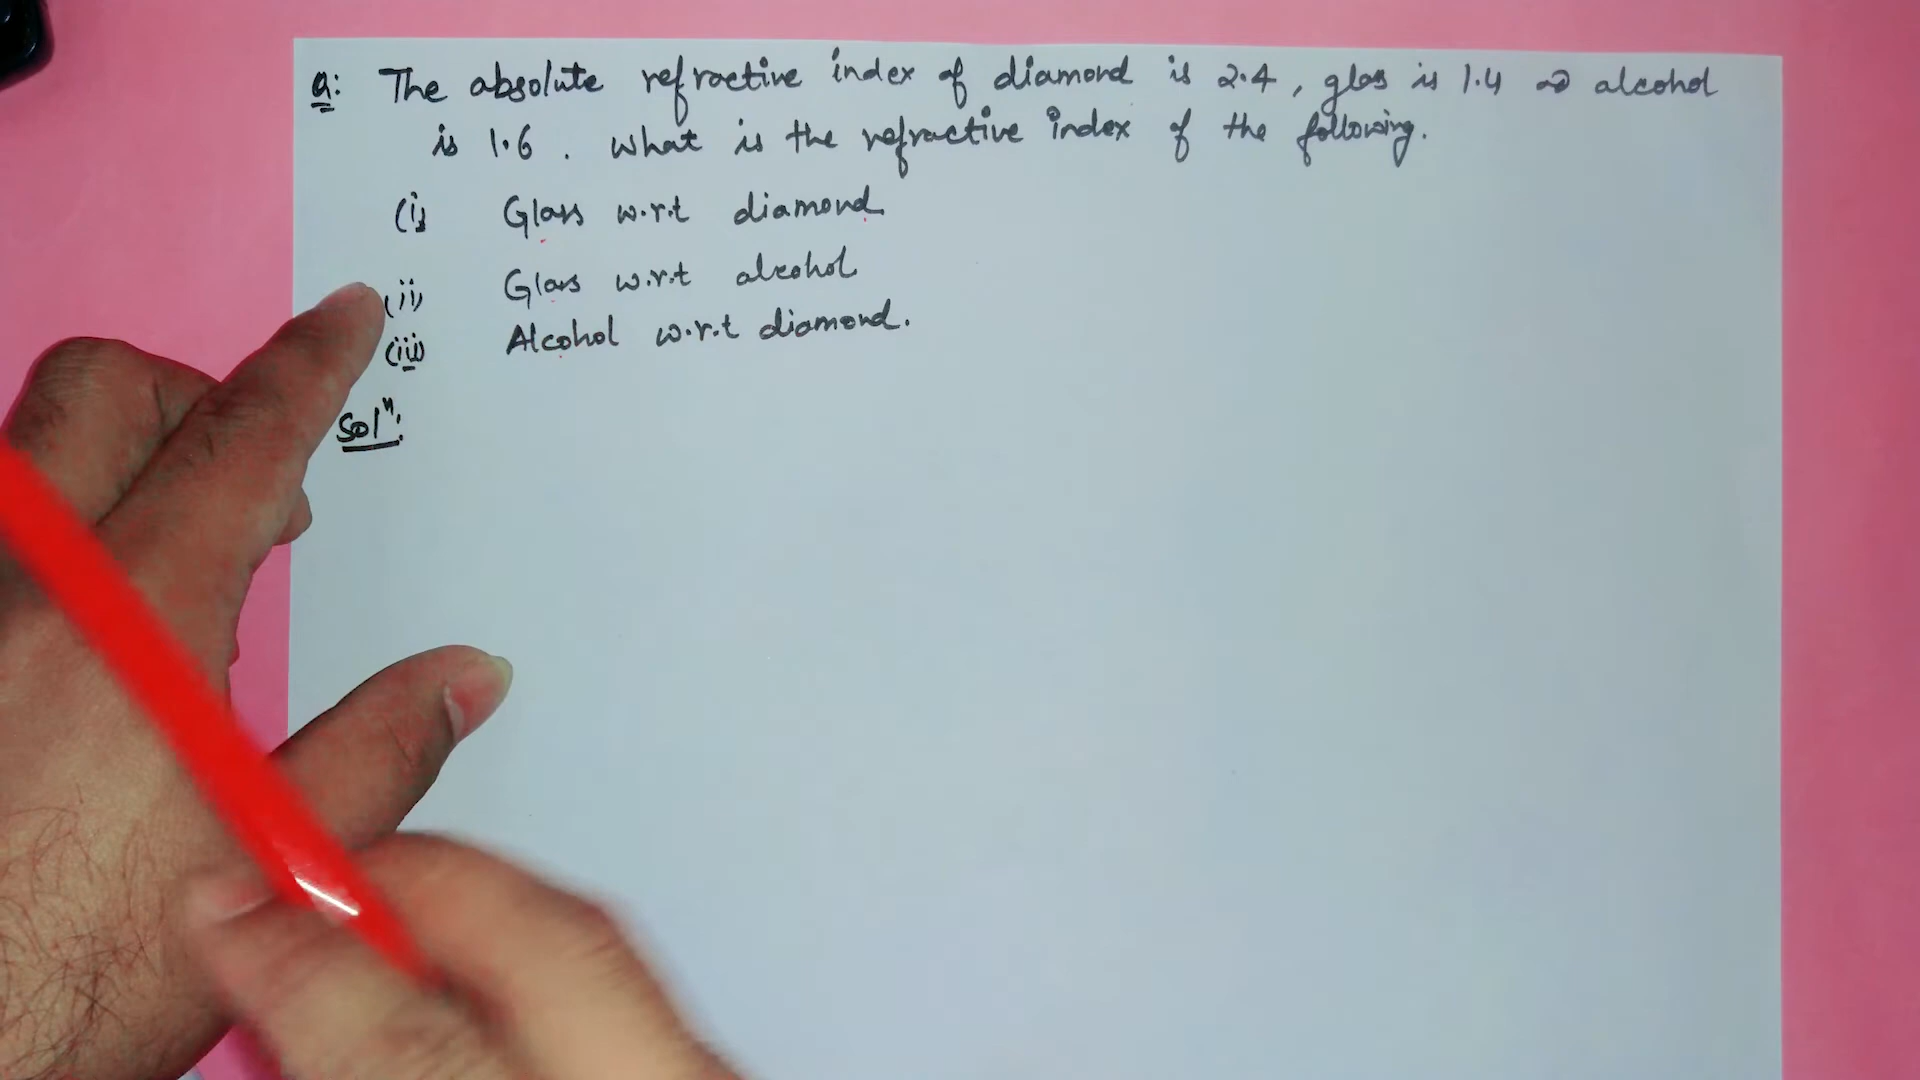 Q: The absolute refractive index of diamond is 2.4, glas is 1.4 & alcohol
is 1.6. What is the refractive index of the following.
(i) Glass w.r.t diamond
(ii) Glass w.r.t alcohol
(iii) Alcohol w.r.t diamond.
Solⁿ: